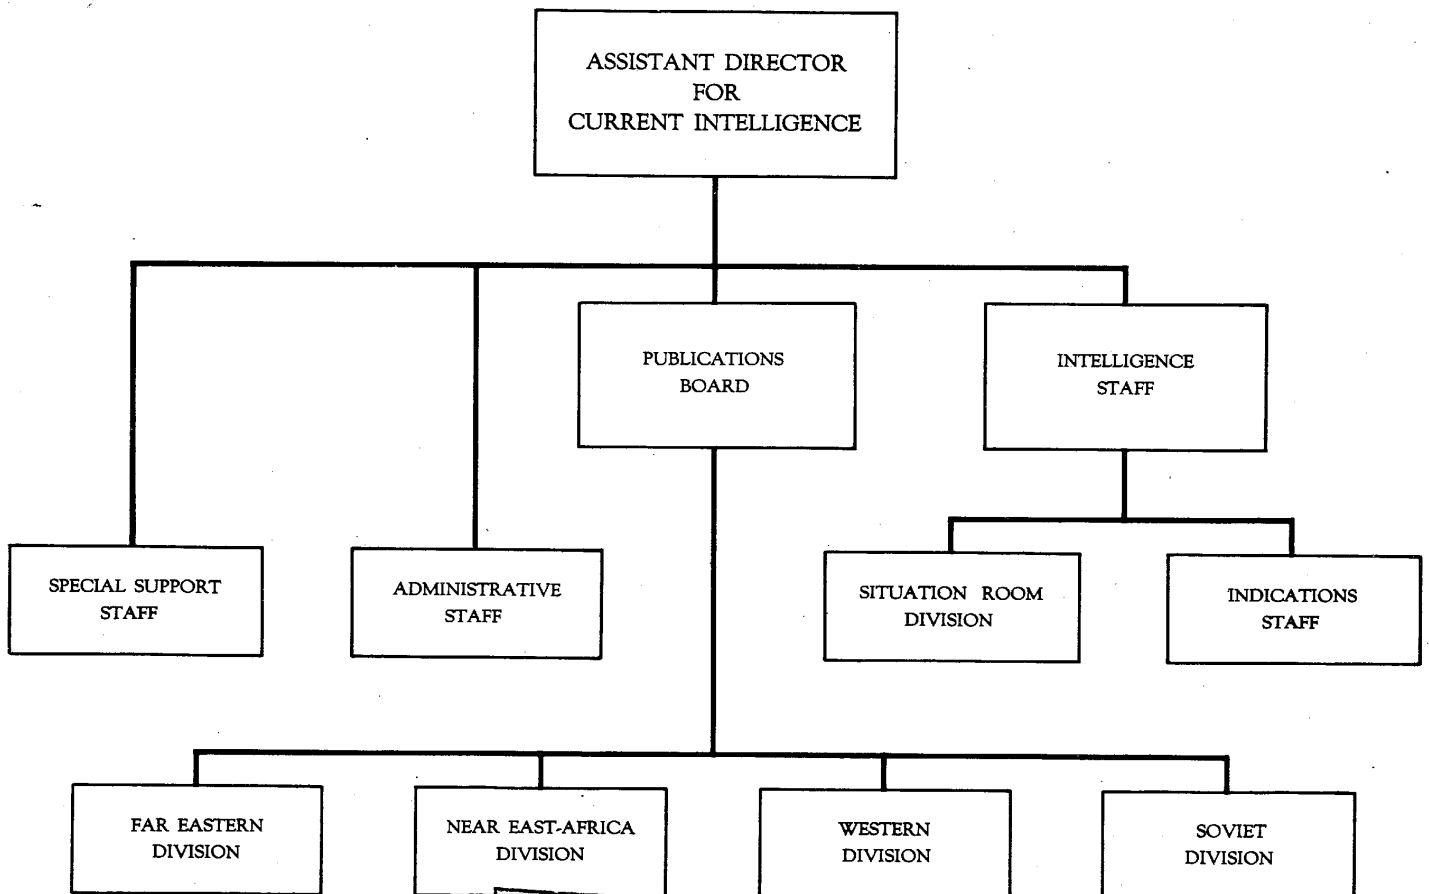 ASSISTANT DIRECTOR
FOR
CURRENT INTELLIGENCE
PUBLICATIONS
BOARD
INTELLIGENCE
STAFF
SPECIAL SUPPORT
STAFF
ADMINISTRATIVE
STAFF
SITUATION ROOM
DIVISION
INDICATIONS
STAFF
FAR EASTERN
DIVISION
NEAR EAST-AFRICA
DIVISION
WESTERN
DIVISION
SOVIET
DIVISION